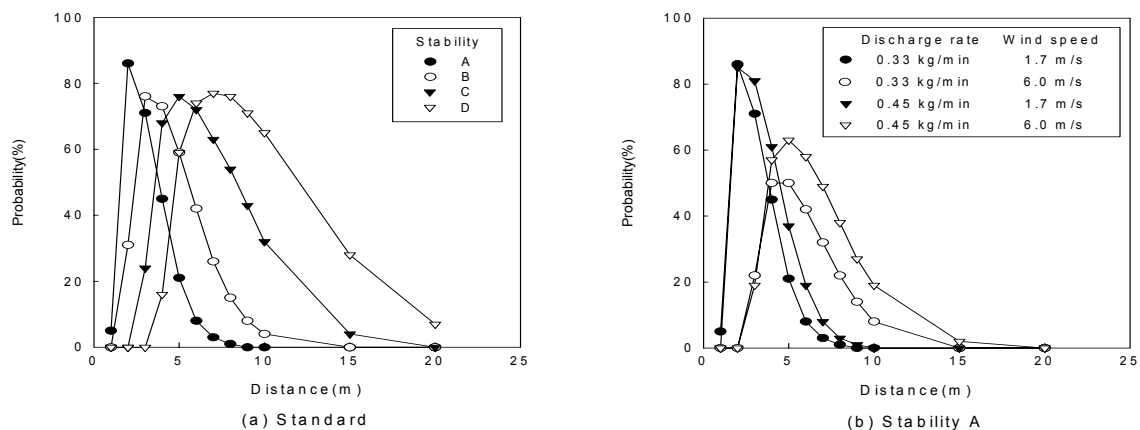 100
80
60
40
20
0
Probability(%)
Stability
A
B
C
D
0 5 10 15 20 25
Distance(m)
(a) Standard
100
80
60
40
20
0
Probability(%)
Discharge rate Wind speed
0.33 kg/min 1.7 m/s
0.33 kg/min 6.0 m/s
0.45 kg/min 1.7 m/s
0.45 kg/min 6.0 m/s
0 5 10 15 20 25
Distance(m)
(b) Stability A